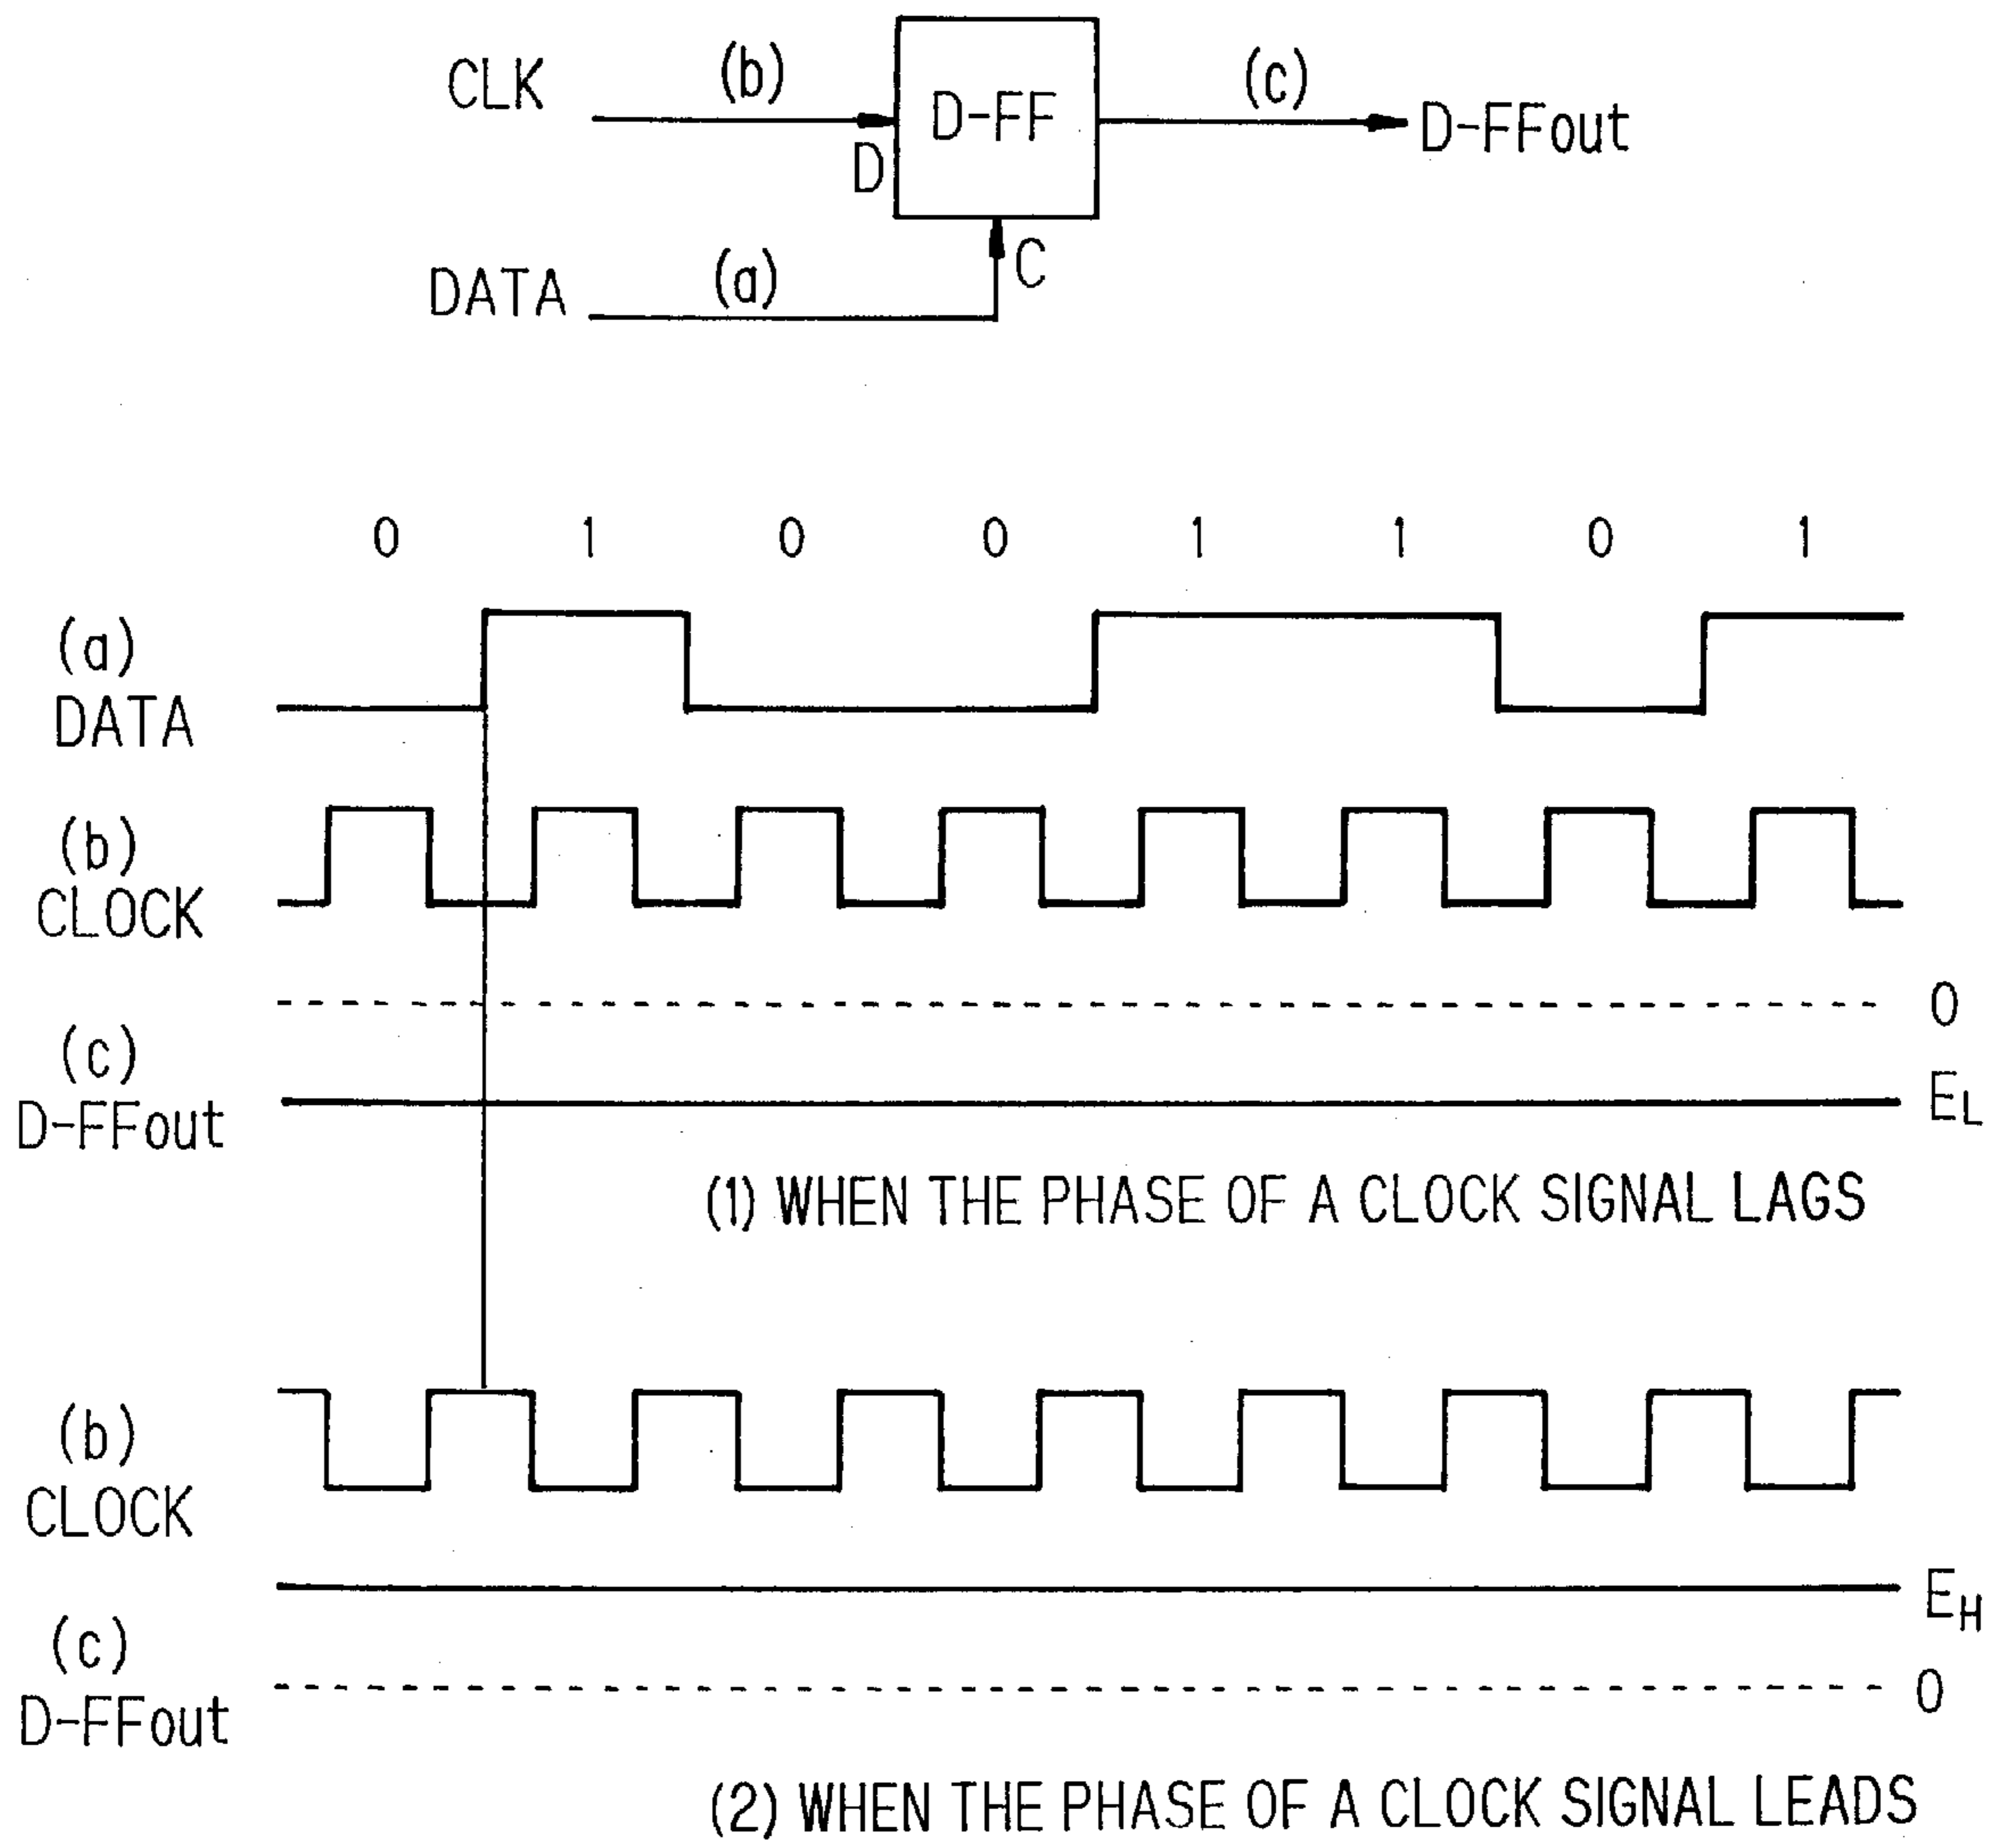 CLK (b) D-FF (c) D-FFout
D
DATA (a) C
0 1 0 0 1 1 0 1
(a)
DATA
(b)
CLOCK
0
(c)
D-FFout EL
(1) WHEN THE PHASE OF A CLOCK SIGNAL LAGS
(b)
CLOCK
EH
(c)
D-FFout 0
(2) WHEN THE PHASE OF A CLOCK SIGNAL LEADS